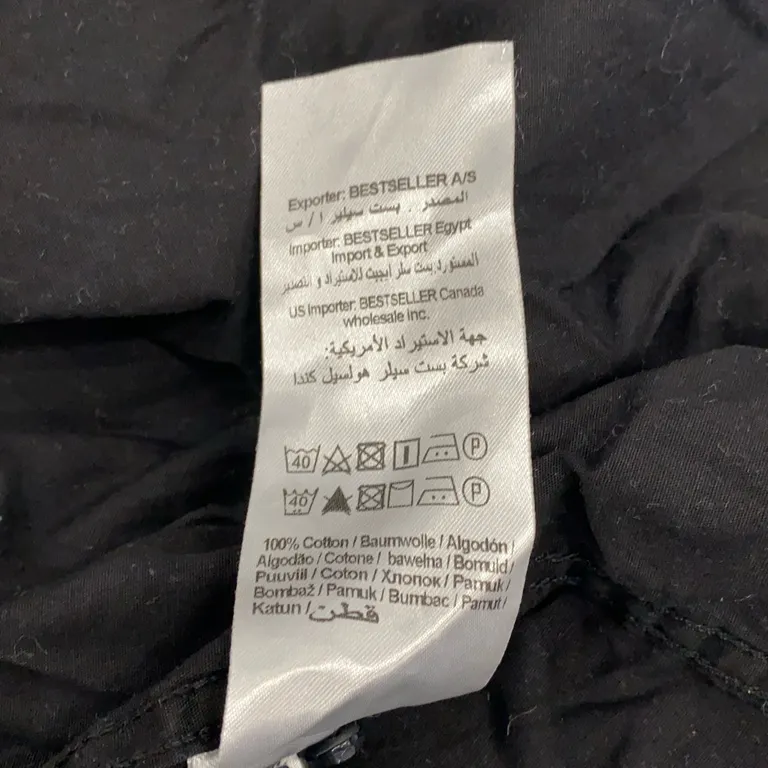 Exporter: BESTSELLER A/S
المصدر . بست سيلير ا / س
Importer: BESTSELLER Egypt
Import & Export
المستورد بست سلر ايجيبت للاستيراد و التصدير
US Importer: BESTSELLER Canada
wholesale inc.
جهة الاستيراد الأمريكية:
شركة بست سيلر هولسيل كندا
40 P
40 P
100% Cotton / Baumwolle / Algodón /
Algodão / Cotone / bawełna / Bomuld /
Puuvill / Coton / Хлопок / Pamuk /
Bombaž / Pamuk / Bumbac / Pamut /
Katun / قطن